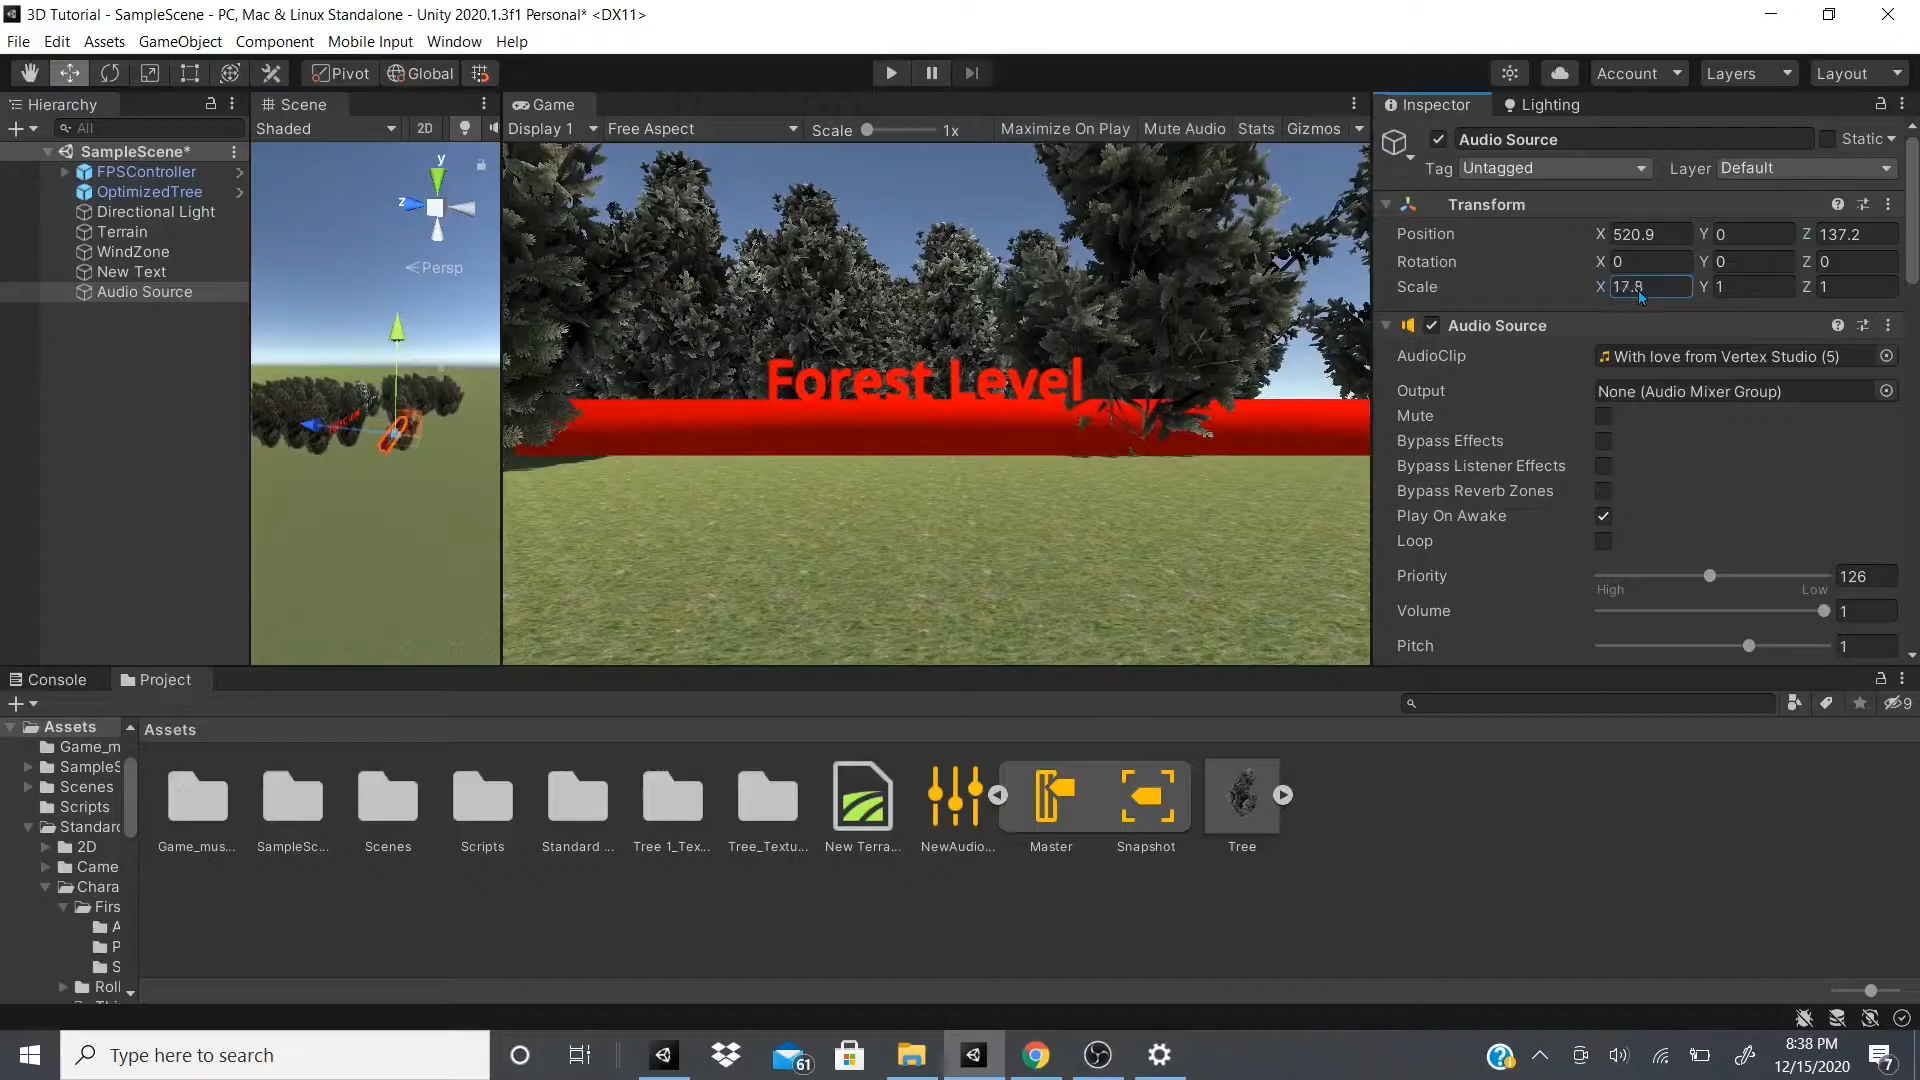 3D Tutorial - SampleScene - PC, Mac & Linux Standalone - Unity 2020.1.3f1 Personal* <DX11>
File Edit Assets GameObject Component Mobile Input Window Help
Pivot Global Account Layers Layout
Hierarchy
All
SampleScene*
FPSController
OptimizedTree
Directional Light
Terrain
WindZone
New Text
Audio Source
Scene
Shaded 2D
y
z
Persp
Game
Display 1 Free Aspect Scale 1x Maximize On Play Mute Audio Stats Gizmos
Forest Level
Inspector Lighting
Audio Source Static
Tag Untagged Layer Default
Transform
Position X 520.9 Y 0 Z 137.2
Rotation X 0 Y 0 Z 0
Scale X 17.8 Y 1 Z 1
Audio Source
AudioClip With love from Vertex Studio (5)
Output None (Audio Mixer Group)
Mute
Bypass Effects
Bypass Listener Effects
Bypass Reverb Zones
Play On Awake
Loop
Priority 126
High Low
Volume 1
Pitch 1
Console Project
9
Assets
Game_m
SampleS
Scenes
Scripts
Standard
2D
Came
Chara
Firs
A
P
S
Roll
Assets
Game_mus... SampleSc... Scenes Scripts Standard ... Tree 1_Tex... Tree_Textu... New Terra... NewAudio... Master Snapshot Tree
Type here to search
61
8:38 PM
12/15/2020
7